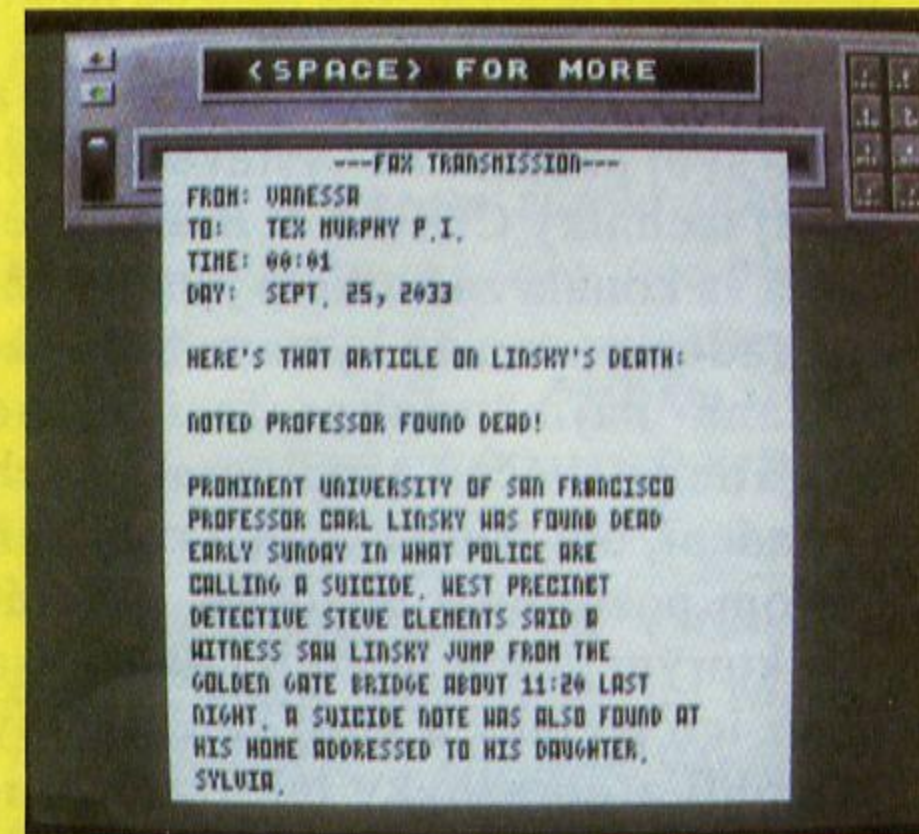 <SPACE> FOR MORE
---FAX TRANSMISSION---
FROM: VANESSA
TO: TEX MURPHY P.I.
TIME: 00:01
DAY: SEPT. 25, 2033
HERE'S THAT ARTICLE ON LINSKY'S DEATH:
NOTED PROFESSOR FOUND DEAD!
PROMINENT UNIVERSITY OF SAN FRANCISCO
PROFESSOR CARL LINSKY WAS FOUND DEAD
EARLY SUNDAY IN WHAT POLICE ARE
CALLING A SUICIDE. WEST PRECINCT
DETECTIVE STEVE CLEMENTS SAID A
WITNESS SAW LINSKY JUMP FROM THE
GOLDEN GATE BRIDGE ABOUT 11:20 LAST
NIGHT. A SUICIDE NOTE WAS ALSO FOUND AT
HIS HOME ADDRESSED TO HIS DAUGHTER,
SYLVIA.